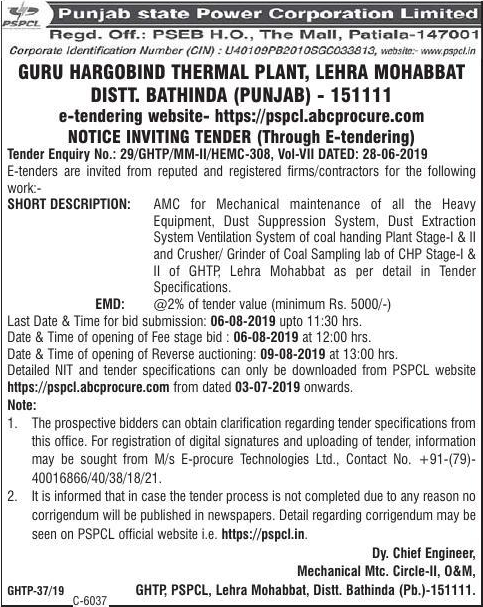 PSPCL
Punjab state Power Corporation Limited
Regd. Off.: PSEB H.O., The Mall, Patiala-147001
Corporate Identification Number (CIN) : U40109PB2010SGC033813, website:- www.pspcl.in
GURU HARGOBIND THERMAL PLANT, LEHRA MOHABBAT
DISTT. BATHINDA (PUNJAB) - 151111
e-tendering website- https://pspcl.abcprocure.com
NOTICE INVITING TENDER (Through E-tendering)
Tender Enquiry No.: 29/GHTP/MM-II/HEMC-308, Vol-VII DATED: 28-06-2019
E-tenders are invited from reputed and registered firms/contractors for the following
work:-
SHORT DESCRIPTION: AMC for Mechanical maintenance of all the Heavy
Equipment, Dust Suppression System, Dust Extraction
System Ventilation System of coal handing Plant Stage-I & II
and Crusher/ Grinder of Coal Sampling lab of CHP Stage-I &
II of GHTP, Lehra Mohabbat as per detail in Tender
Specifications.
EMD: @2% of tender value (minimum Rs. 5000/-)
Last Date & Time for bid submission: 06-08-2019 upto 11:30 hrs.
Date & Time of opening of Fee stage bid : 06-08-2019 at 12:00 hrs.
Date & Time of opening of Reverse auctioning: 09-08-2019 at 13:00 hrs.
Detailed NIT and tender specifications can only be downloaded from PSPCL website
https://pspcl.abcprocure.com from dated 03-07-2019 onwards.
Note:
1. The prospective bidders can obtain clarification regarding tender specifications from
this office. For registration of digital signatures and uploading of tender, information
may be sought from M/s E-procure Technologies Ltd., Contact No. +91-(79)-
40016866/40/38/18/21.
2. It is informed that in case the tender process is not completed due to any reason no
corrigendum will be published in newspapers. Detail regarding corrigendum may be
seen on PSPCL official website i.e. https://pspcl.in.
Dy. Chief Engineer,
Mechanical Mtc. Circle-II, O&M,
GHTP-37/19 GHTP, PSPCL, Lehra Mohabbat, Distt. Bathinda (Pb.)-151111.
C-6037